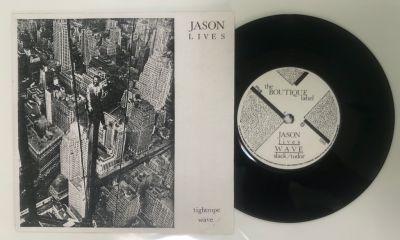 JASON
LIVES
tightrope
wave
the
BOUTIQUE
label
JASON
lives
WAVE
slack/tudor